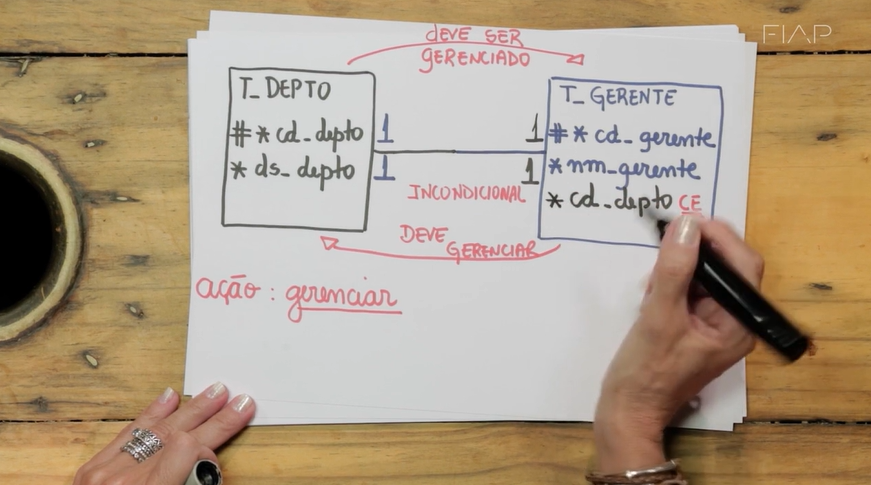 FIAP
DEVE SER
GERENCIADO
T_DEPTO
# * cd_depto
* ds_depto
1
1
1
1
INCONDICIONAL
T_GERENTE
# * cd_gerente
* nm_gerente
* cd_depto CE
DEVE
GERENCIAR
ação: gerenciar